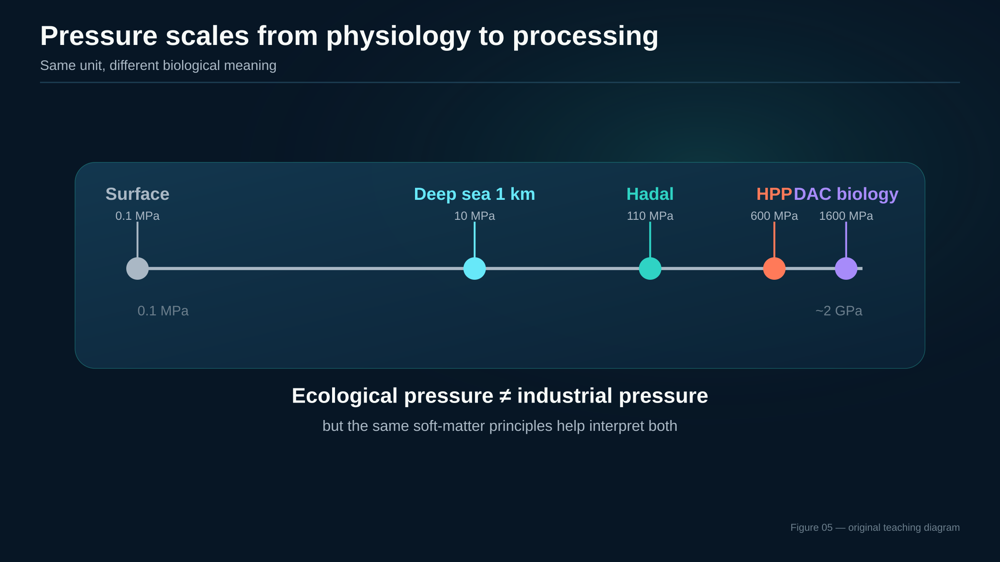 Pressure scales from physiology to processing
Same unit, different biological meaning
Surface
0.1 MPa
Deep sea 1 km
10 MPa
Hadal
110 MPa
HPP
600 MPa
DAC biology
1600 MPa
0.1 MPa
~2 GPa
Ecological pressure ≠ industrial pressure
but the same soft-matter principles help interpret both
Figure 05 — original teaching diagram